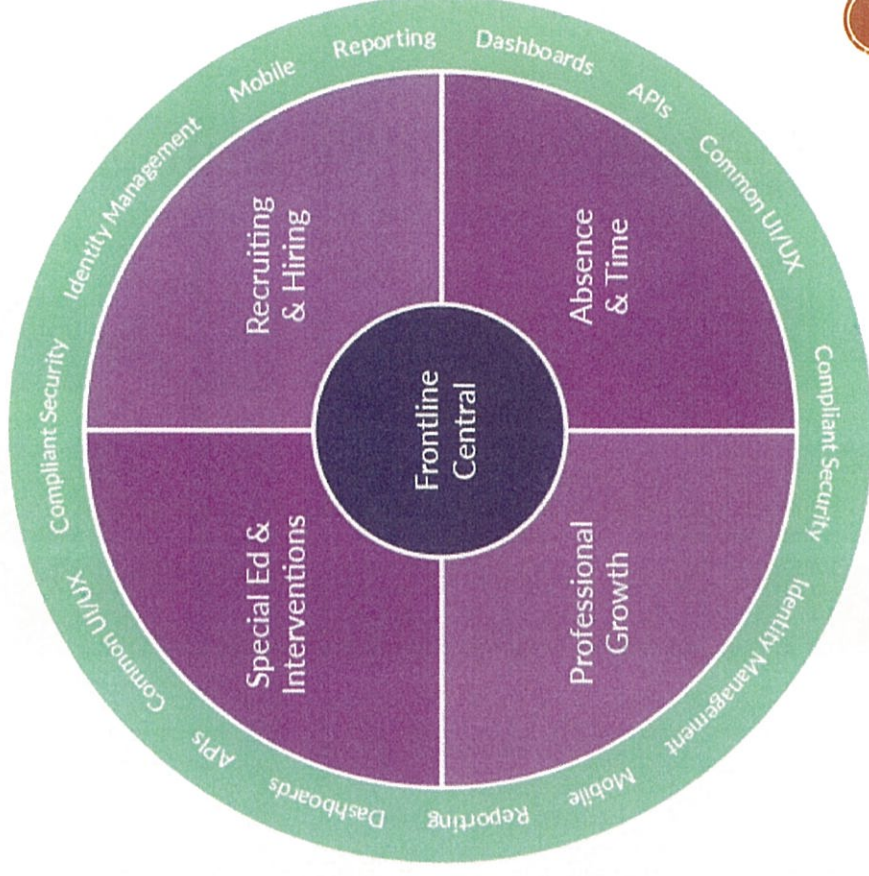 Compliant Security
Identity Management
Mobile
Reporting
Dashboards
APIs
Common UI/UX
Compliant Security
Identity Management
Mobile
Reporting
Dashboards
APIs
Common UI/UX
Special Ed &
Interventions
Recruiting
& Hiring
Frontline
Central
Professional
Growth
Absence
& Time